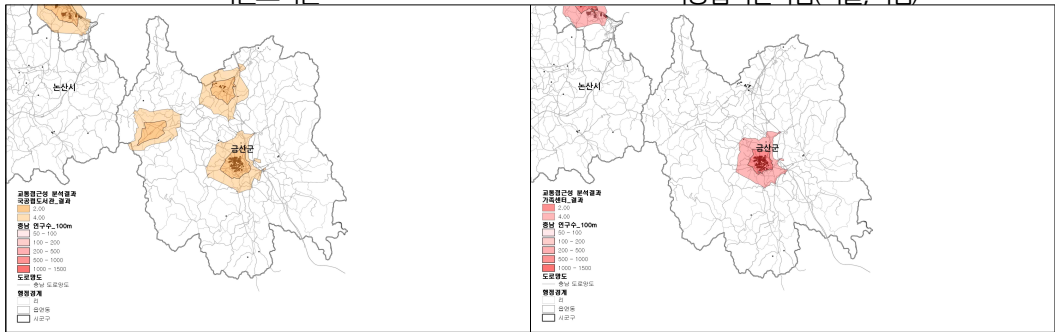 논산시
금산군
교통접근성 분석결과
국공립도서관_결과
2.00
4.00
충남 인구수_100m
50 - 100
100 - 200
200 - 500
500 - 1000
1000 - 1500
도로명도
충남 도로망도
행정경계
리
읍면동
시군구
논산시
금산군
교통접근성 분석결과
가족센터_결과
2.00
4.00
충남 인구수_100m
50 - 100
100 - 200
200 - 500
500 - 1000
1000 - 1500
도로명도
충남 도로망도
행정경계
리
읍면동
시군구